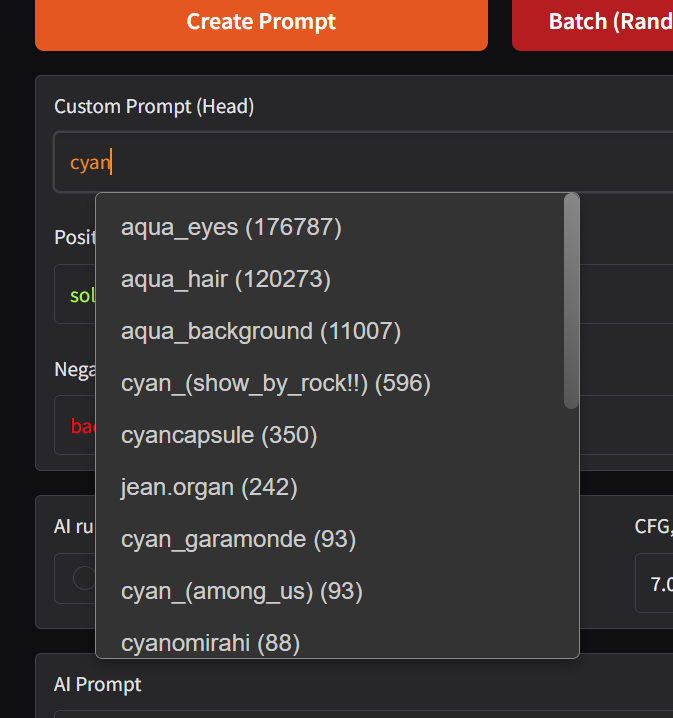 Create Prompt
Batch (Rand
Custom Prompt (Head)
cyan
aqua_eyes (176787)
Posit
aqua_hair (120273)
sol
aqua_background (11007)
Nega
cyan_(show_by_rock!!) (596)
bad
cyancapsule (350)
jean.organ (242)
AI ru
cyan_garamonde (93)
CFG,
cyan_(among_us) (93)
7.0
cyanomirahi (88)
AI Prompt